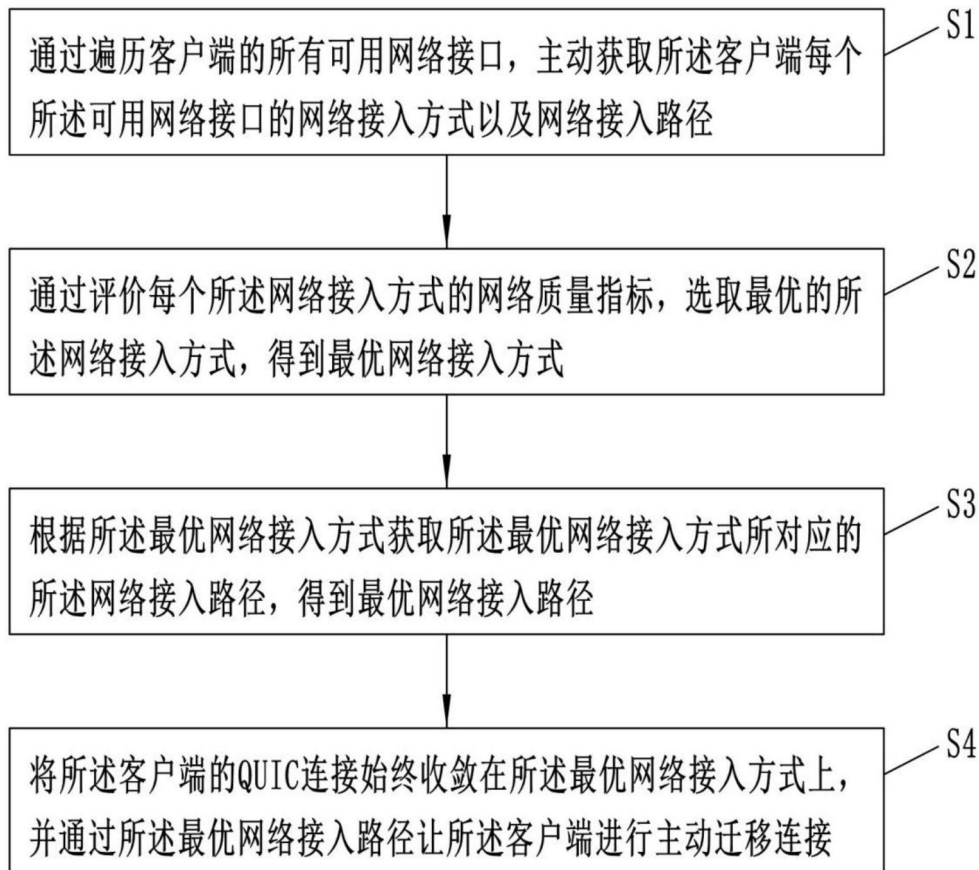 S1
通过遍历客户端的所有可用网络接口，主动获取所述客户端每个
所述可用网络接口的网络接入方式以及网络接入路径
S2
通过评价每个所述网络接入方式的网络质量指标，选取最优的所
述网络接入方式，得到最优网络接入方式
S3
根据所述最优网络接入方式获取所述最优网络接入方式所对应的
所述网络接入路径，得到最优网络接入路径
S4
将所述客户端的QUIC连接始终收敛在所述最优网络接入方式上，
并通过所述最优网络接入路径让所述客户端进行主动迁移连接